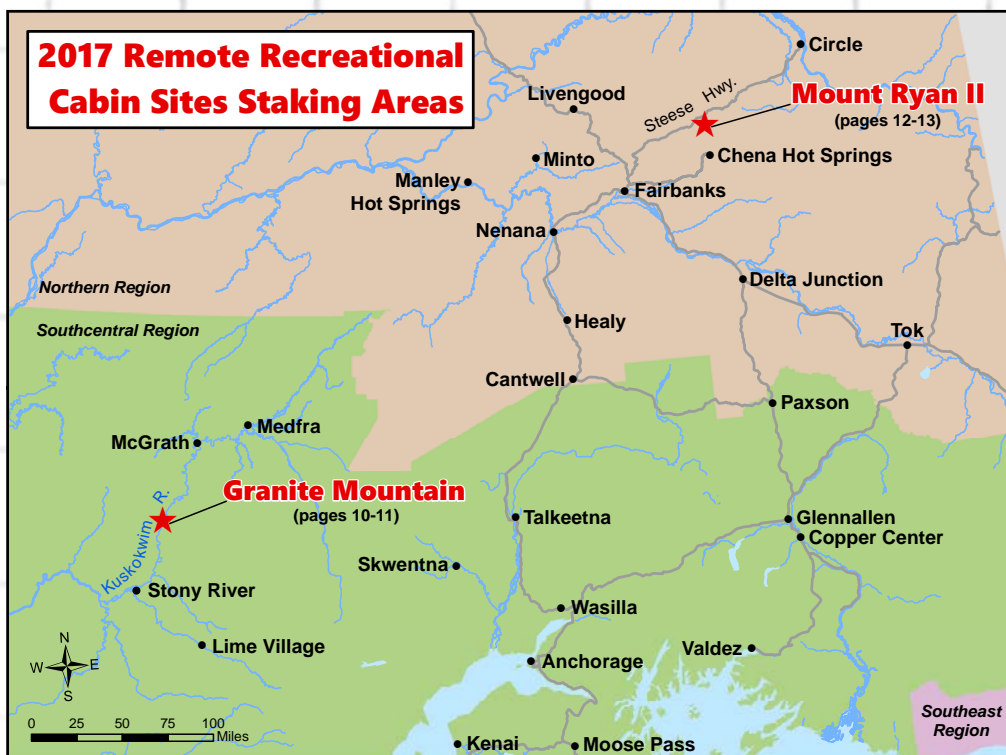 2017 Remote Recreational
Cabin Sites Staking Areas
Circle
Livengood
Steese Hwy.
Mount Ryan II
(pages 12-13)
Minto
Chena Hot Springs
Manley
Hot Springs
Fairbanks
Nenana
Delta Junction
Northern Region
Southcentral Region
Healy
Tok
Cantwell
Paxson
Medfra
McGrath
Granite Mountain
(pages 10-11)
Kuskokwim R.
Talkeetna
Glennallen
Copper Center
Skwentna
Stony River
Wasilla
Lime Village
Valdez
Anchorage
N
W
E
S
0 25 50 75 100
Miles
Southeast
Region
Kenai
Moose Pass